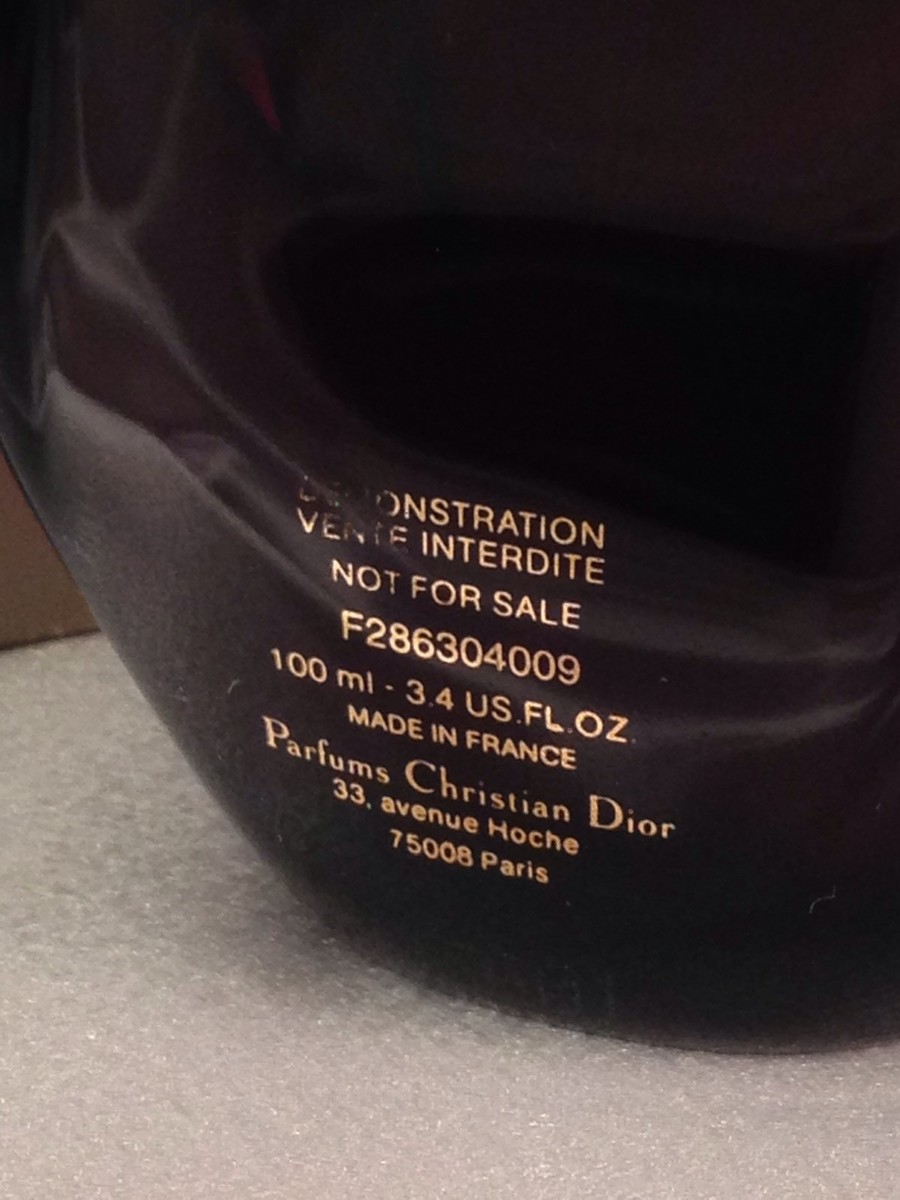 DEMONSTRATION
VENTE INTERDITE
NOT FOR SALE
F286304009
100 ml - 3.4 US.FL.OZ.
MADE IN FRANCE
Parfums Christian Dior
33, avenue Hoche
75008 Paris